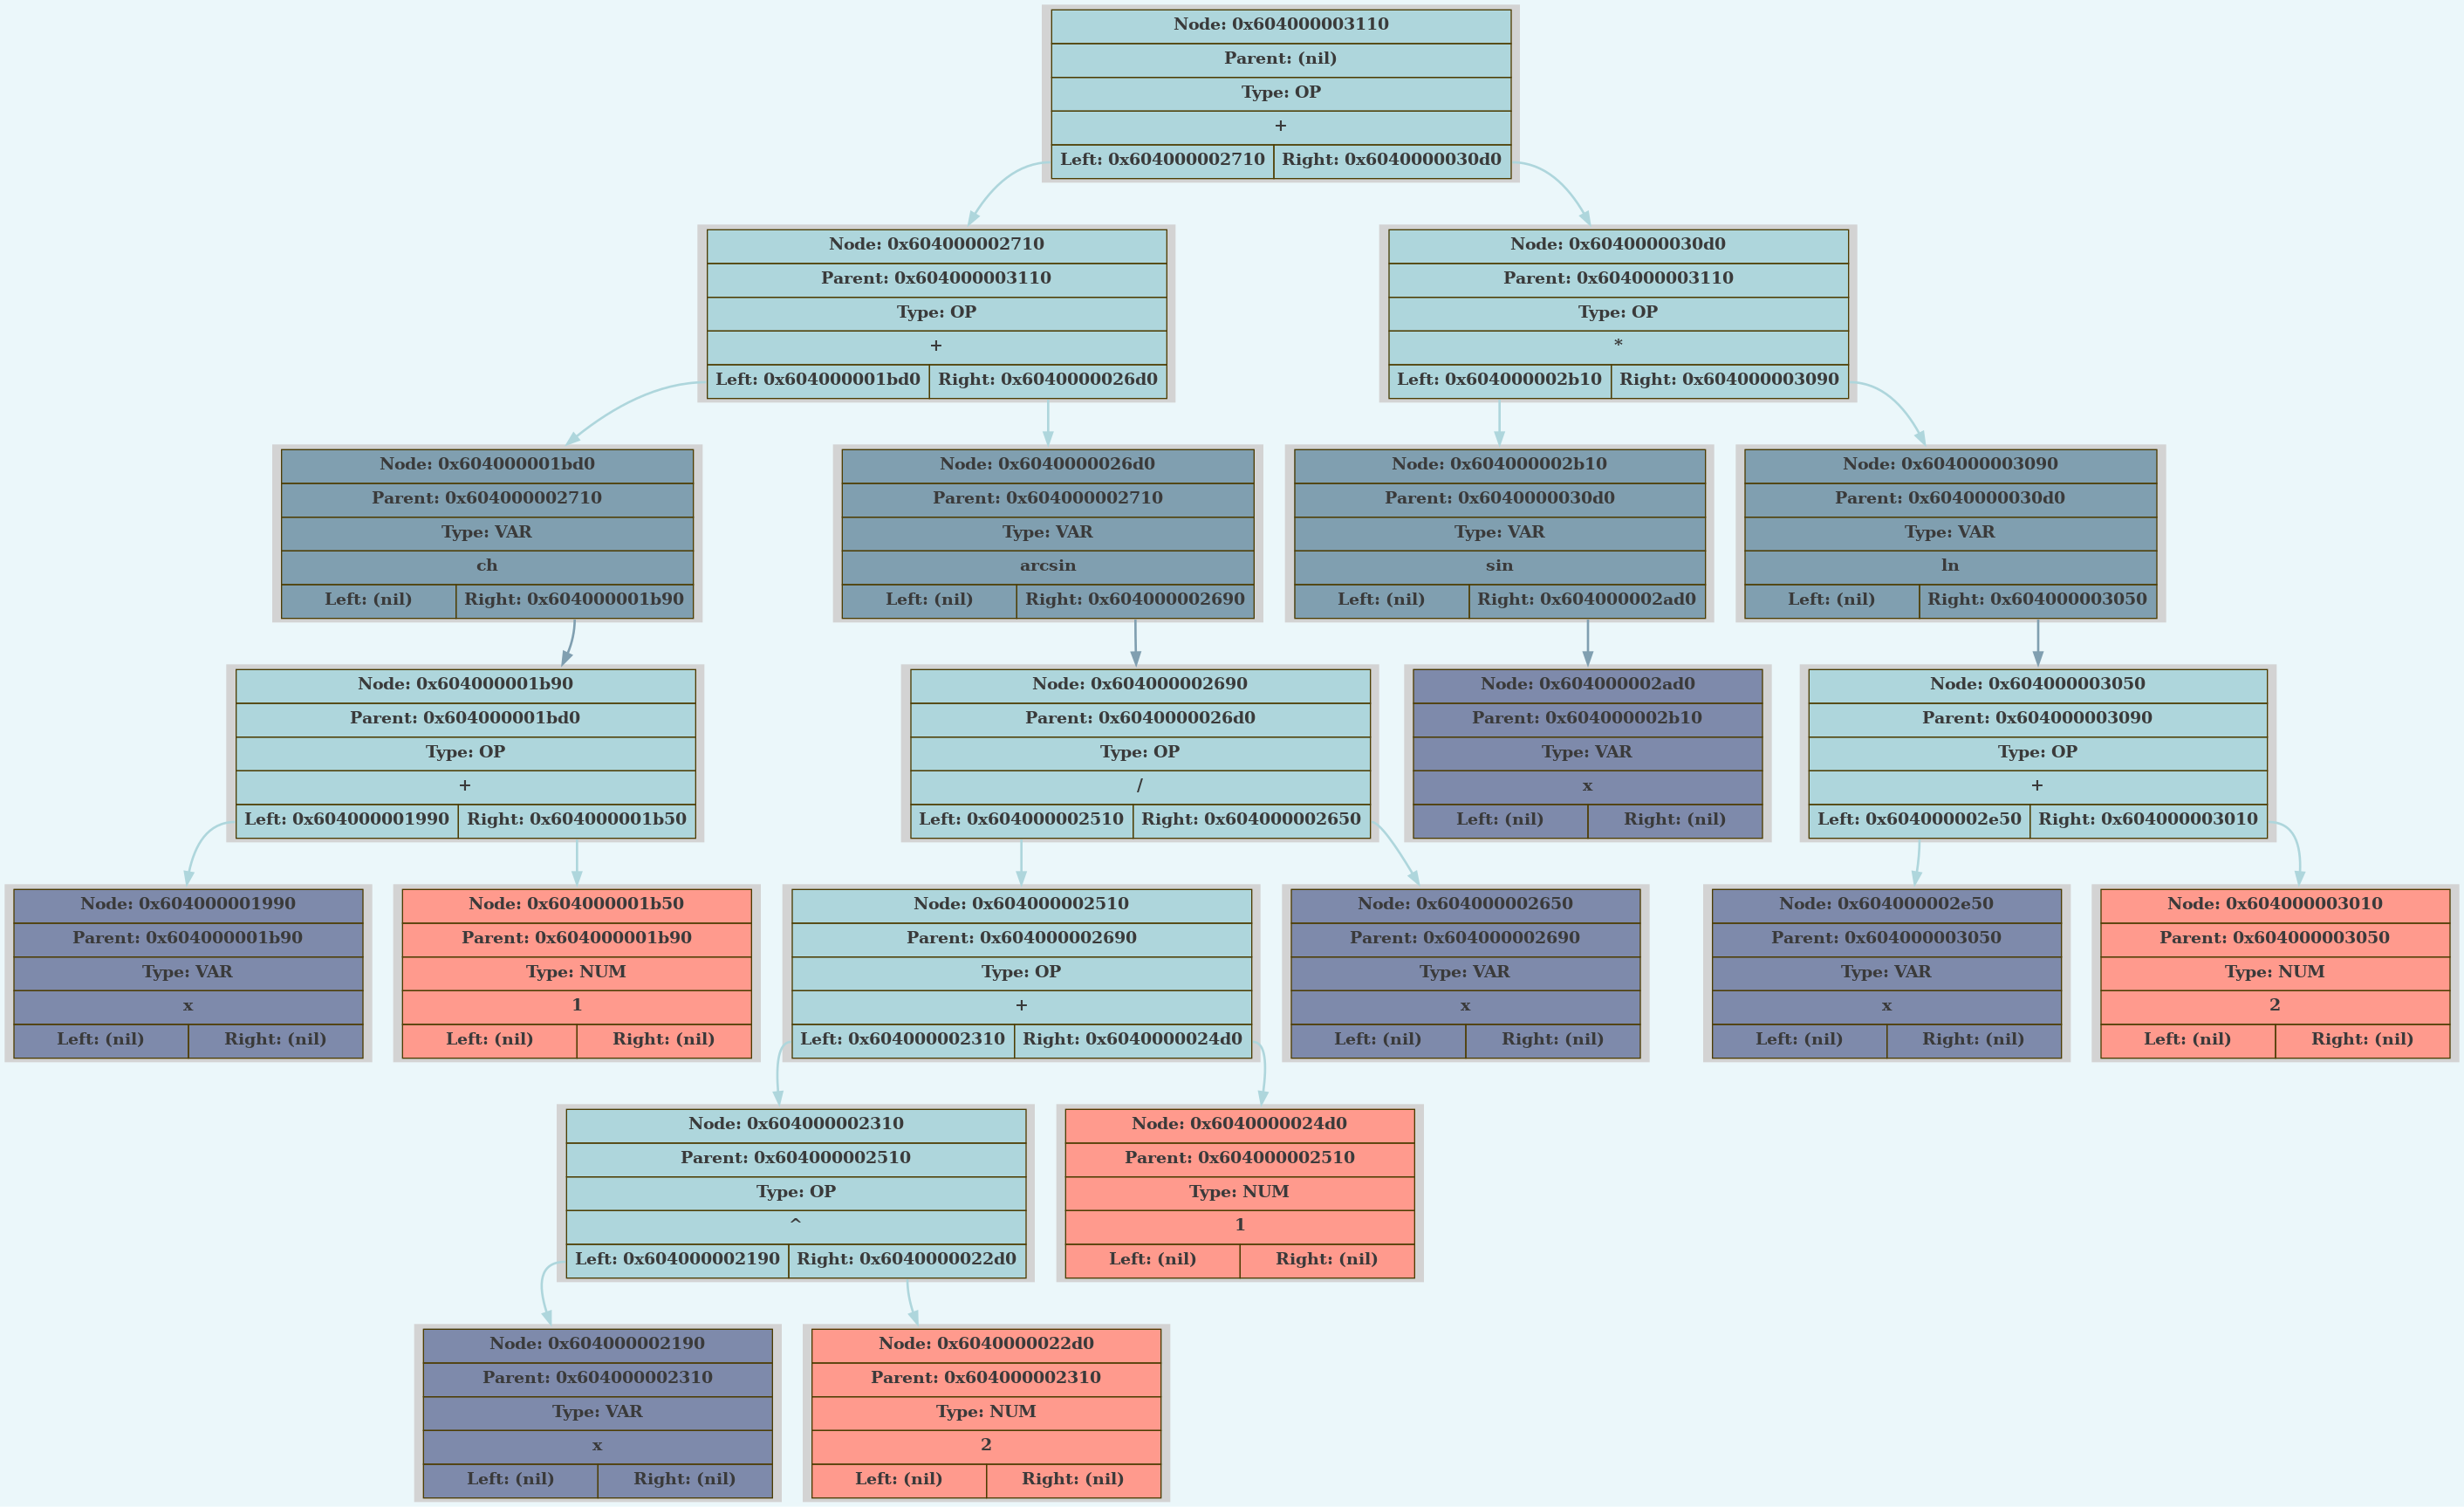 Node: 0x604000003110
Parent: (nil)
Type: OP
+
Left: 0x604000002710 Right: 0x6040000030d0
Node: 0x604000002710
Parent: 0x604000003110
Type: OP
+
Left: 0x604000001bd0 Right: 0x6040000026d0
Node: 0x6040000030d0
Parent: 0x604000003110
Type: OP
*
Left: 0x604000002b10 Right: 0x604000003090
Node: 0x604000001bd0
Parent: 0x604000002710
Type: VAR
ch
Left: (nil) Right: 0x604000001b90
Node: 0x6040000026d0
Parent: 0x604000002710
Type: VAR
arcsin
Left: (nil) Right: 0x604000002690
Node: 0x604000002b10
Parent: 0x6040000030d0
Type: VAR
sin
Left: (nil) Right: 0x604000002ad0
Node: 0x604000003090
Parent: 0x6040000030d0
Type: VAR
ln
Left: (nil) Right: 0x604000003050
Node: 0x604000001b90
Parent: 0x604000001bd0
Type: OP
+
Left: 0x604000001990 Right: 0x604000001b50
Node: 0x604000002690
Parent: 0x6040000026d0
Type: OP
/
Left: 0x604000002510 Right: 0x604000002650
Node: 0x604000002ad0
Parent: 0x604000002b10
Type: VAR
x
Left: (nil) Right: (nil)
Node: 0x604000003050
Parent: 0x604000003090
Type: OP
+
Left: 0x604000002e50 Right: 0x604000003010
Node: 0x604000001990
Parent: 0x604000001b90
Type: VAR
x
Left: (nil) Right: (nil)
Node: 0x604000001b50
Parent: 0x604000001b90
Type: NUM
1
Left: (nil) Right: (nil)
Node: 0x604000002510
Parent: 0x604000002690
Type: OP
+
Left: 0x604000002310 Right: 0x6040000024d0
Node: 0x604000002650
Parent: 0x604000002690
Type: VAR
x
Left: (nil) Right: (nil)
Node: 0x604000002e50
Parent: 0x604000003050
Type: VAR
x
Left: (nil) Right: (nil)
Node: 0x604000003010
Parent: 0x604000003050
Type: NUM
2
Left: (nil) Right: (nil)
Node: 0x604000002310
Parent: 0x604000002510
Type: OP
^
Left: 0x604000002190 Right: 0x6040000022d0
Node: 0x6040000024d0
Parent: 0x604000002510
Type: NUM
1
Left: (nil) Right: (nil)
Node: 0x604000002190
Parent: 0x604000002310
Type: VAR
x
Left: (nil) Right: (nil)
Node: 0x6040000022d0
Parent: 0x604000002310
Type: NUM
2
Left: (nil) Right: (nil)